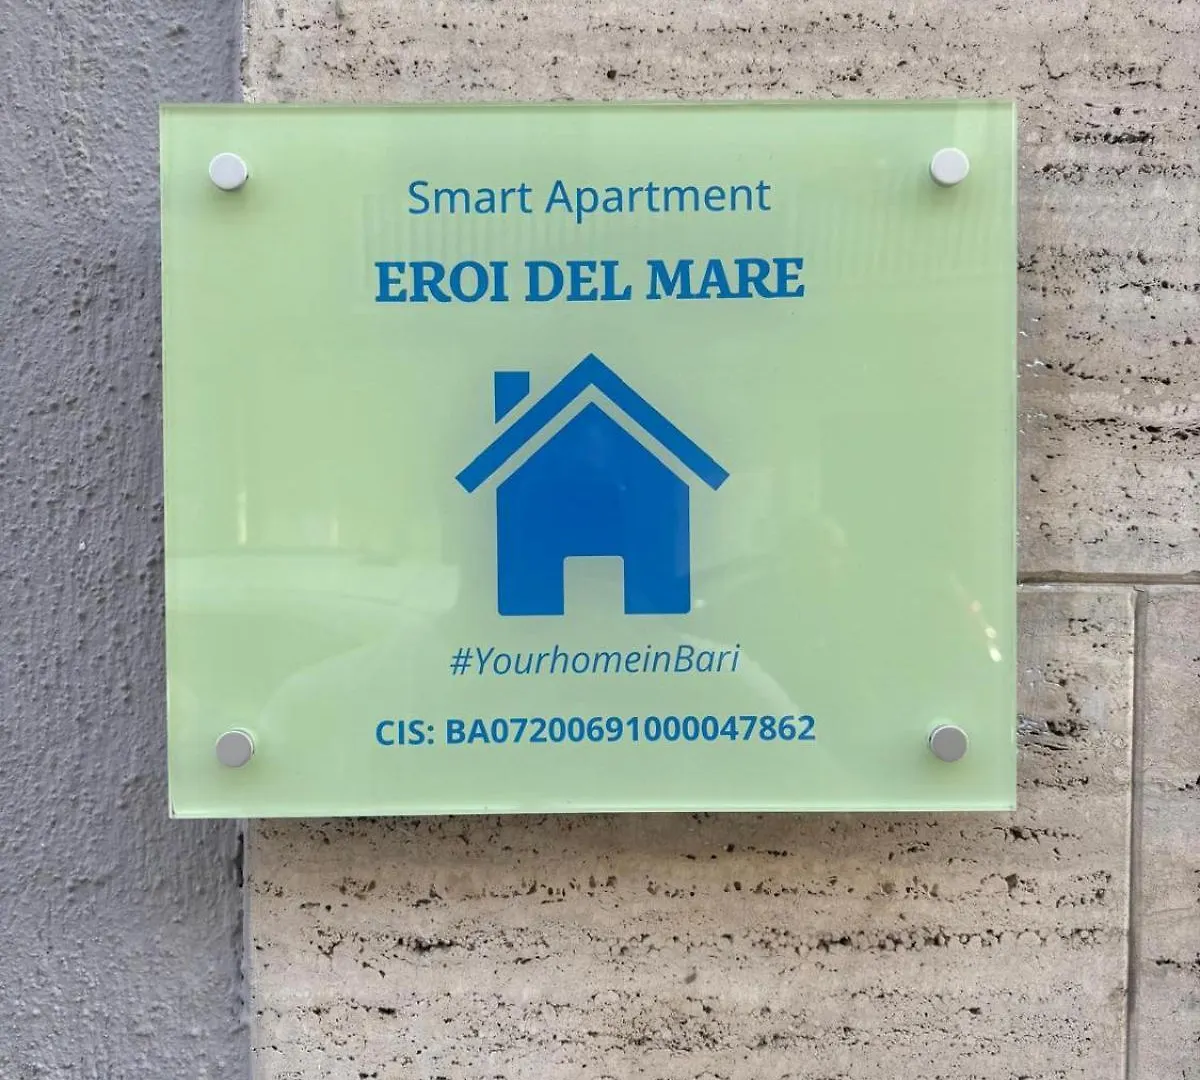 Smart Apartment
EROI DEL MARE
#YourhomeinBari
CIS: BA07200691000047862